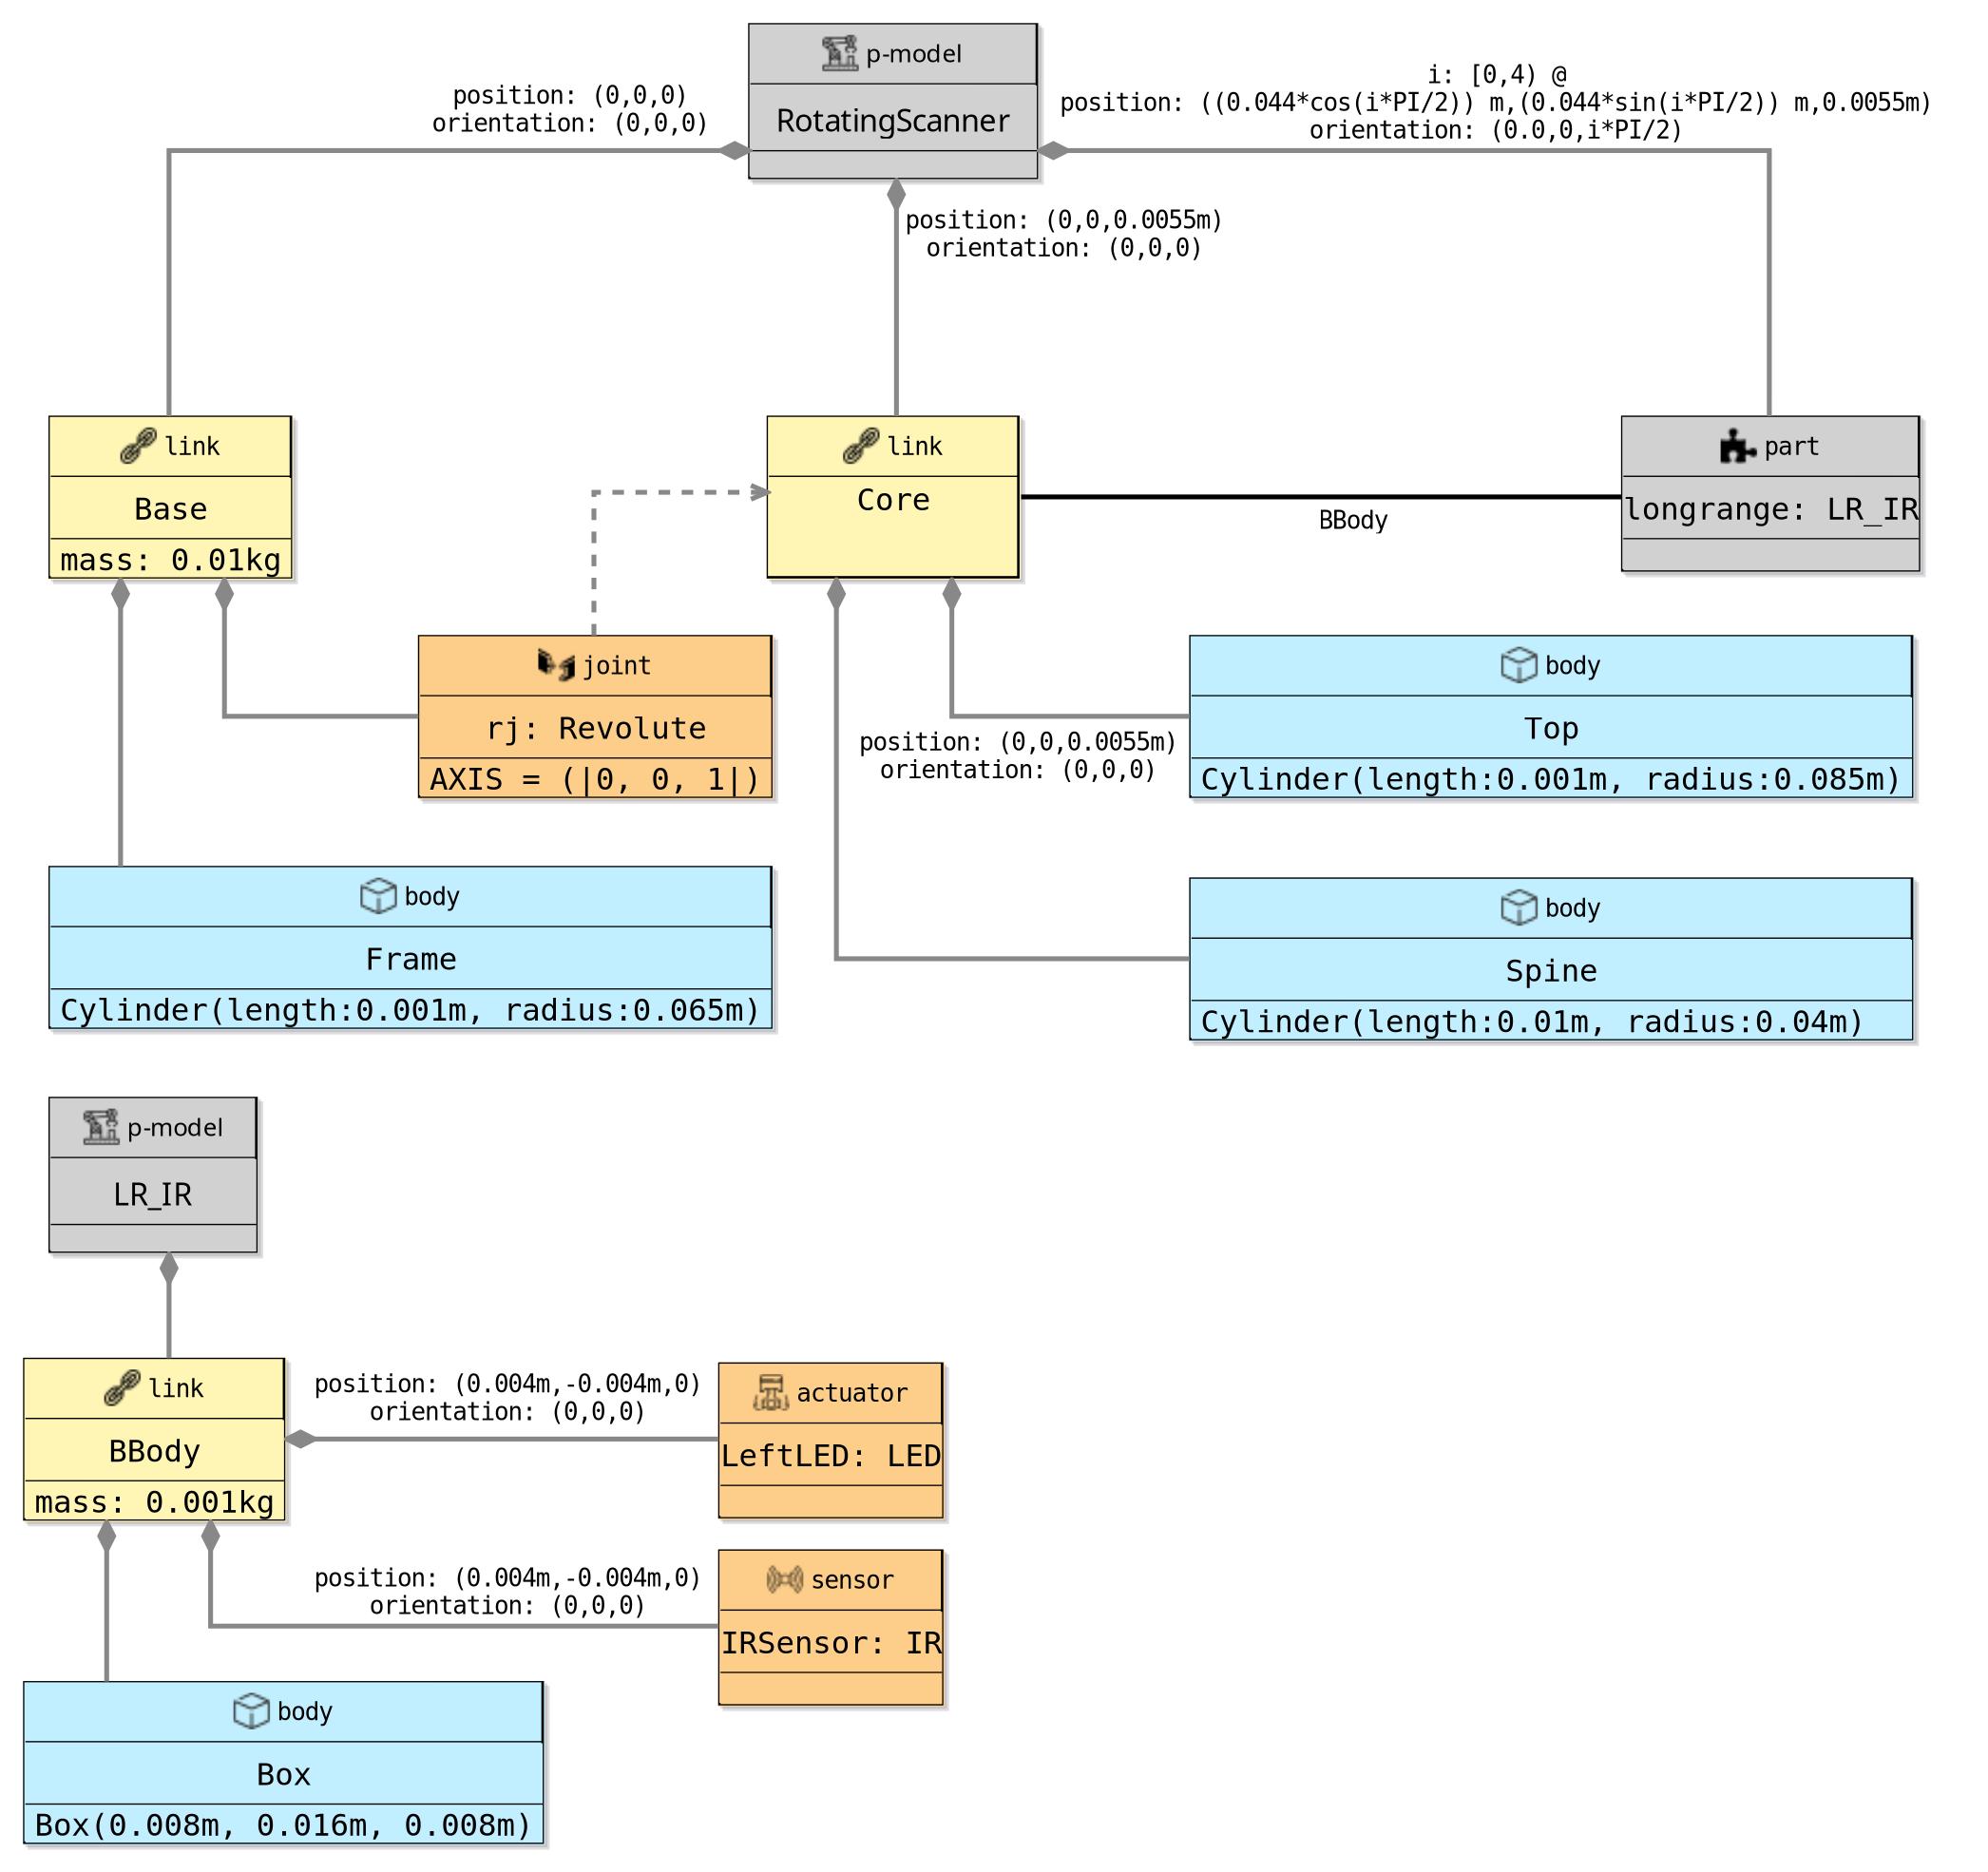 p-model
RotatingScanner
position: (0,0,0)
orientation: (0,0,0)
i: [0,4) @
position: ((0.044*cos(i*PI/2)) m,(0.044*sin(i*PI/2)) m,0.0055m)
orientation: (0.0,0,i*PI/2)
position: (0,0,0.0055m)
orientation: (0,0,0)
link
Base
mass: 0.01kg
link
Core
BBody
part
longrange: LR_IR
joint
rj: Revolute
AXIS = (|0, 0, 1|)
position: (0,0,0.0055m)
orientation: (0,0,0)
body
Top
Cylinder(length:0.001m, radius:0.085m)
body
Frame
Cylinder(length:0.001m, radius:0.065m)
body
Spine
Cylinder(length:0.01m, radius:0.04m)
p-model
LR_IR
link
BBody
mass: 0.001kg
position: (0.004m,-0.004m,0)
orientation: (0,0,0)
actuator
LeftLED: LED
position: (0.004m,-0.004m,0)
orientation: (0,0,0)
sensor
IRSensor: IR
body
Box
Box(0.008m, 0.016m, 0.008m)